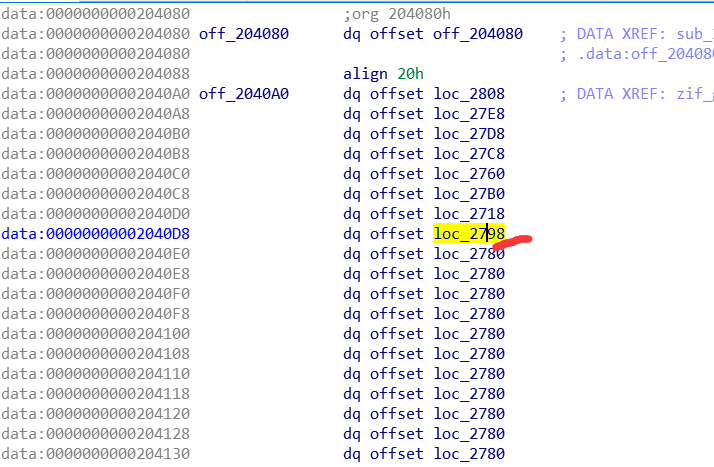 data:0000000000204080 ;org 204080h
data:0000000000204080 off_204080 dq offset off_204080 ; DATA XREF: sub_
data:0000000000204080 ; .data:off_20408
data:0000000000204088 align 20h
data:00000000002040A0 off_2040A0 dq offset loc_2808 ; DATA XREF: zif_
data:00000000002040A8 dq offset loc_27E8
data:00000000002040B0 dq offset loc_27D8
data:00000000002040B8 dq offset loc_27C8
data:00000000002040C0 dq offset loc_2760
data:00000000002040C8 dq offset loc_27B0
data:00000000002040D0 dq offset loc_2718
data:00000000002040D8 dq offset loc_2798
data:00000000002040E0 dq offset loc_2780
data:00000000002040E8 dq offset loc_2780
data:00000000002040F0 dq offset loc_2780
data:00000000002040F8 dq offset loc_2780
data:0000000000204100 dq offset loc_2780
data:0000000000204108 dq offset loc_2780
data:0000000000204110 dq offset loc_2780
data:0000000000204118 dq offset loc_2780
data:0000000000204120 dq offset loc_2780
data:0000000000204128 dq offset loc_2780
data:0000000000204130 dq offset loc_2780